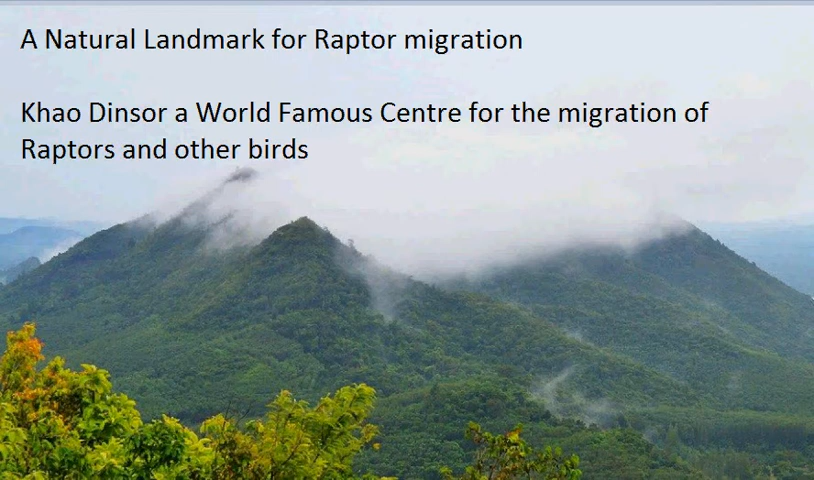 A Natural Landmark for Raptor migration
Khao Dinsor a World Famous Centre for the migration of
Raptors and other birds